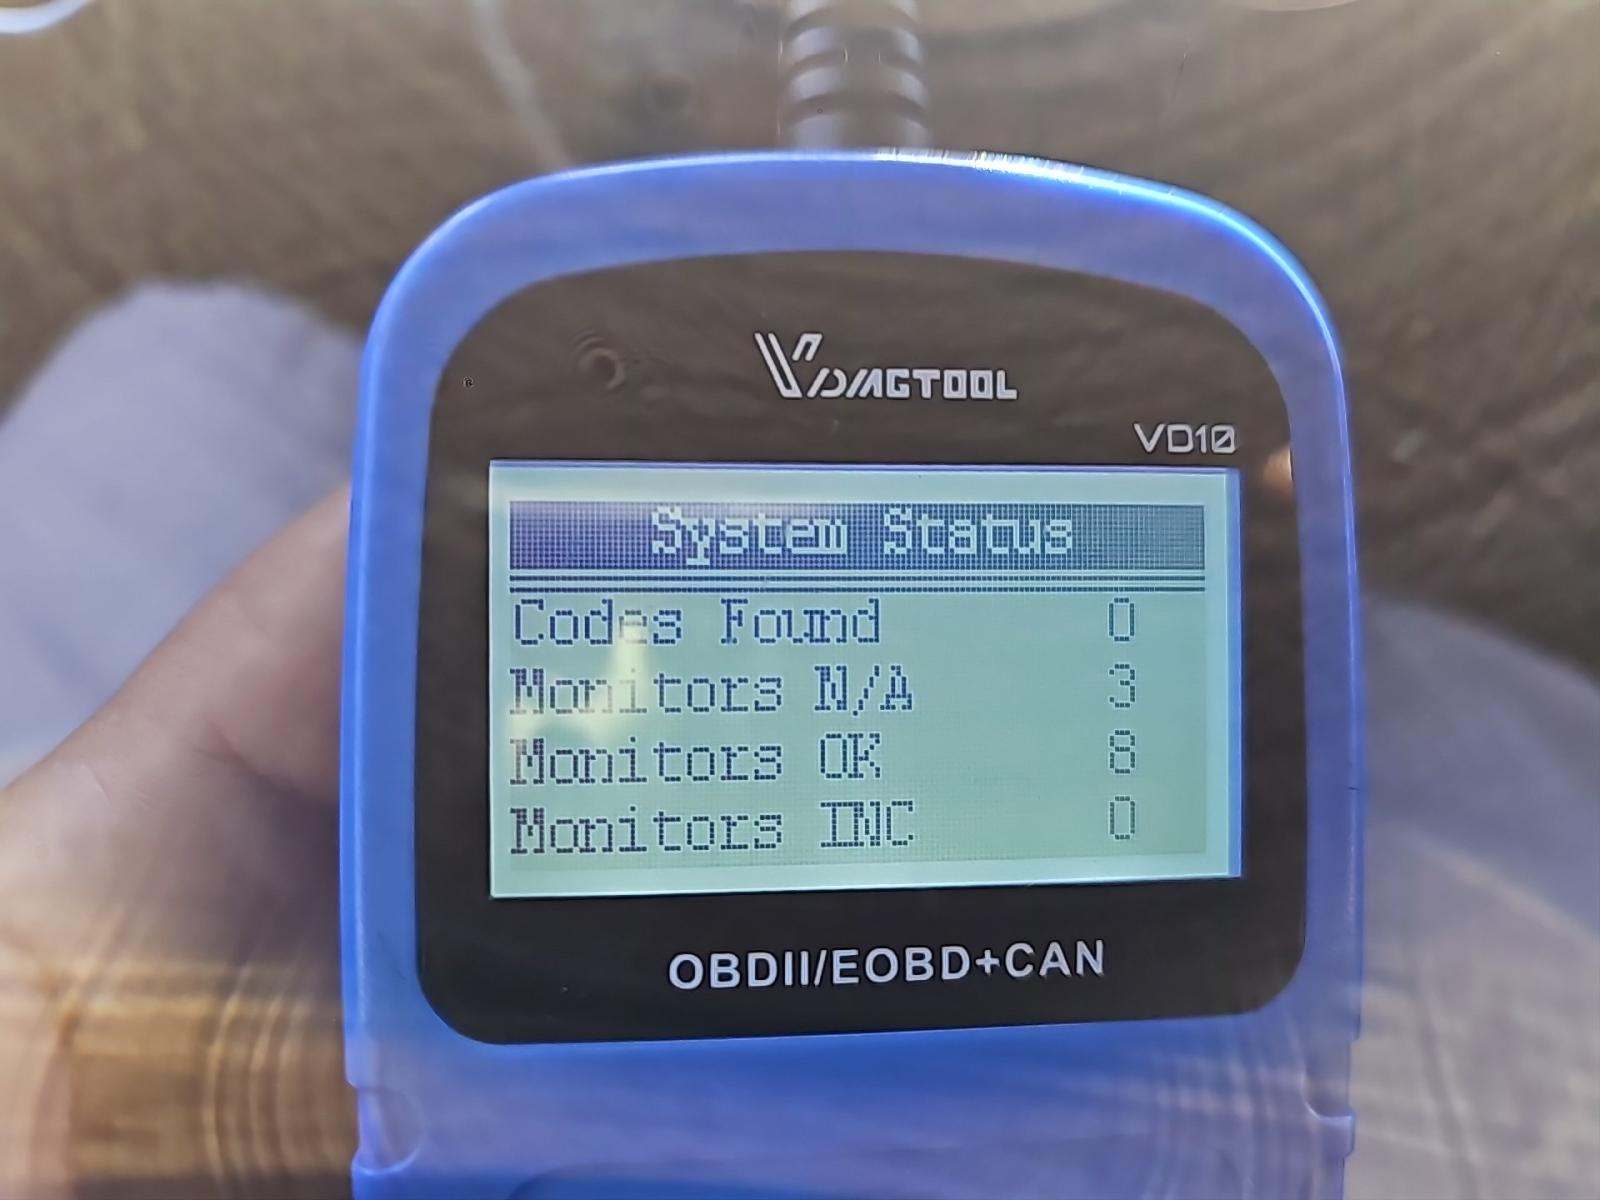 VDIAGTOOL
VD10
System Status
Codes Found 0
Monitors N/A 3
Monitors OK 8
Monitors INC 0
OBDII/EOBD+CAN